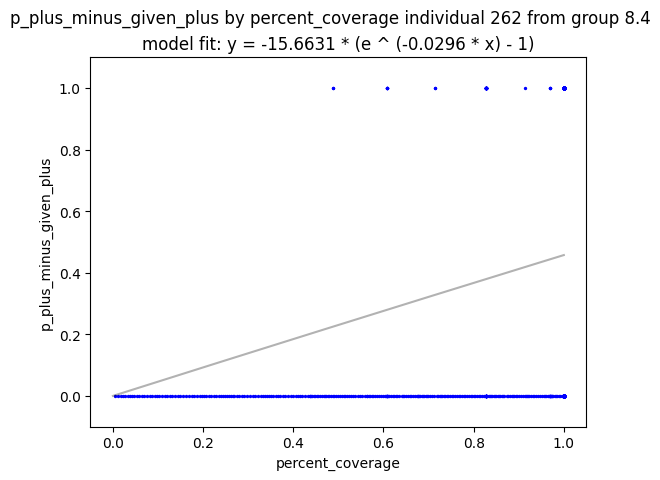 p_plus_minus_given_plus by percent_coverage individual 262 from group 8.4
model fit: y = -15.6631 * (e ^ (-0.0296 * x) - 1)
1.0
0.8
0.6
0.4
0.2
0.0
p_plus_minus_given_plus
0.0 0.2 0.4 0.6 0.8 1.0
percent_coverage